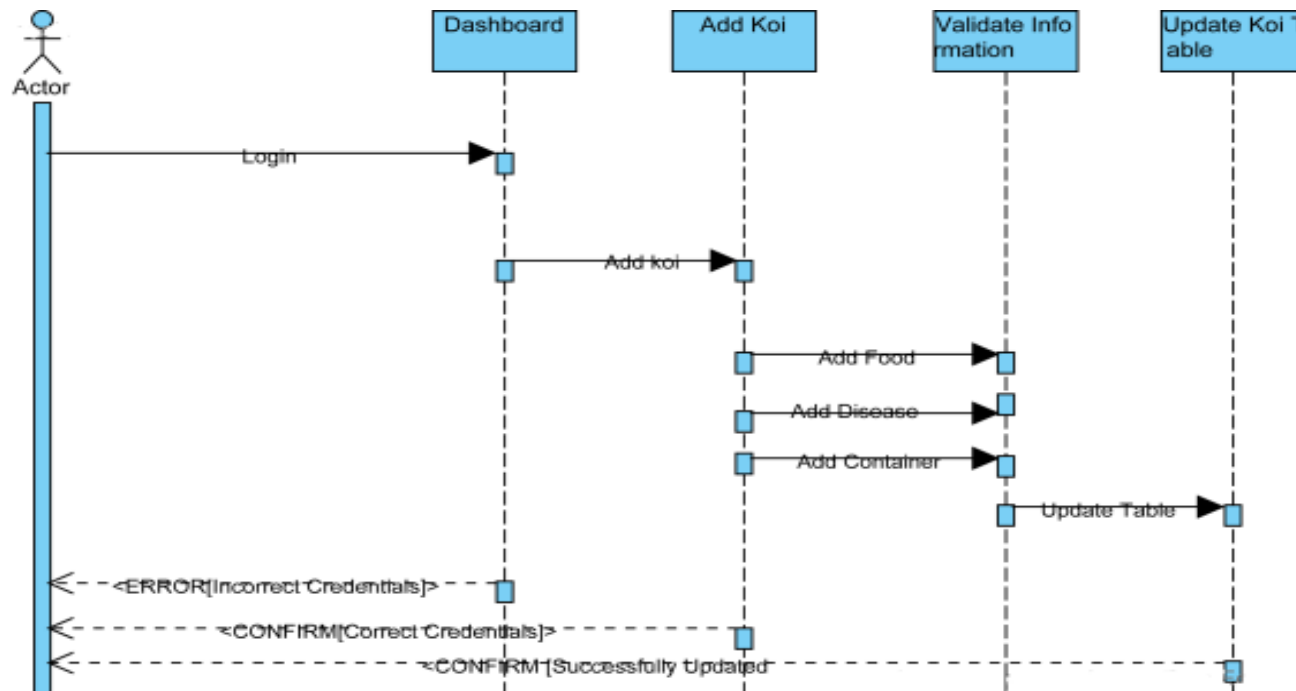 Dashboard
Add Koi
Validate Info
rmation
Update Koi T
able
Actor
Login
Add koi
Add Food
Add Disease
Add Container
Update Table
<ERROR[Incorrect Credentials]>
<CONFIRM[Correct Credentials]>
<CONFIRM [Successfully Updated